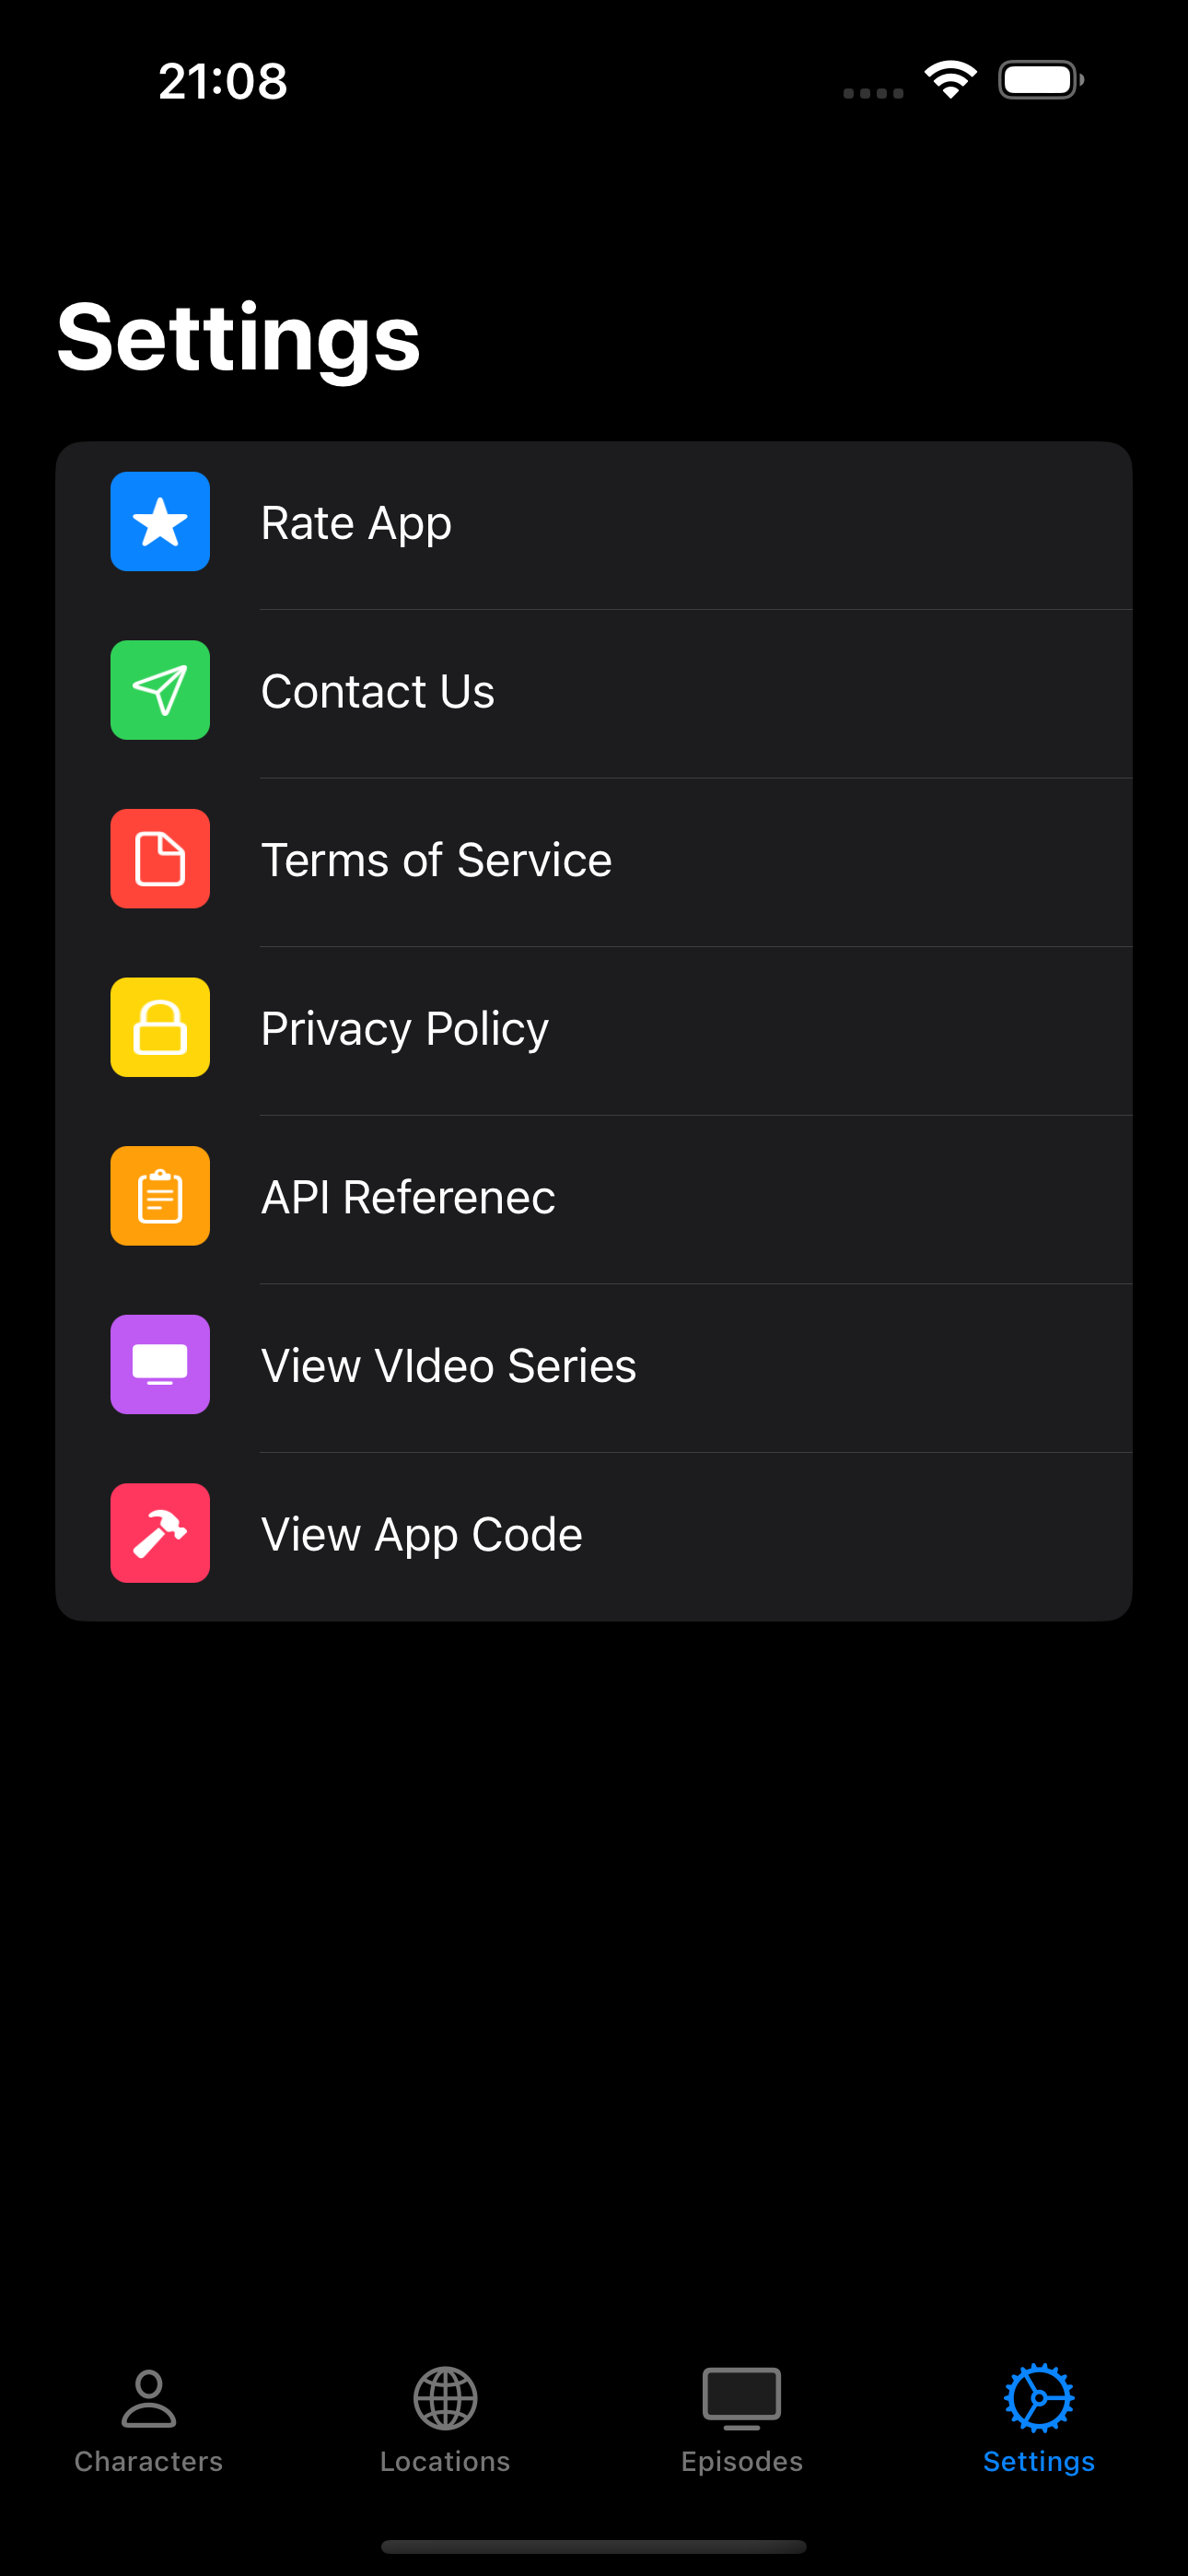 21:08
Settings
Rate App
Contact Us
Terms of Service
Privacy Policy
API Referenec
View VIdeo Series
View App Code
Characters
Locations
Episodes
Settings